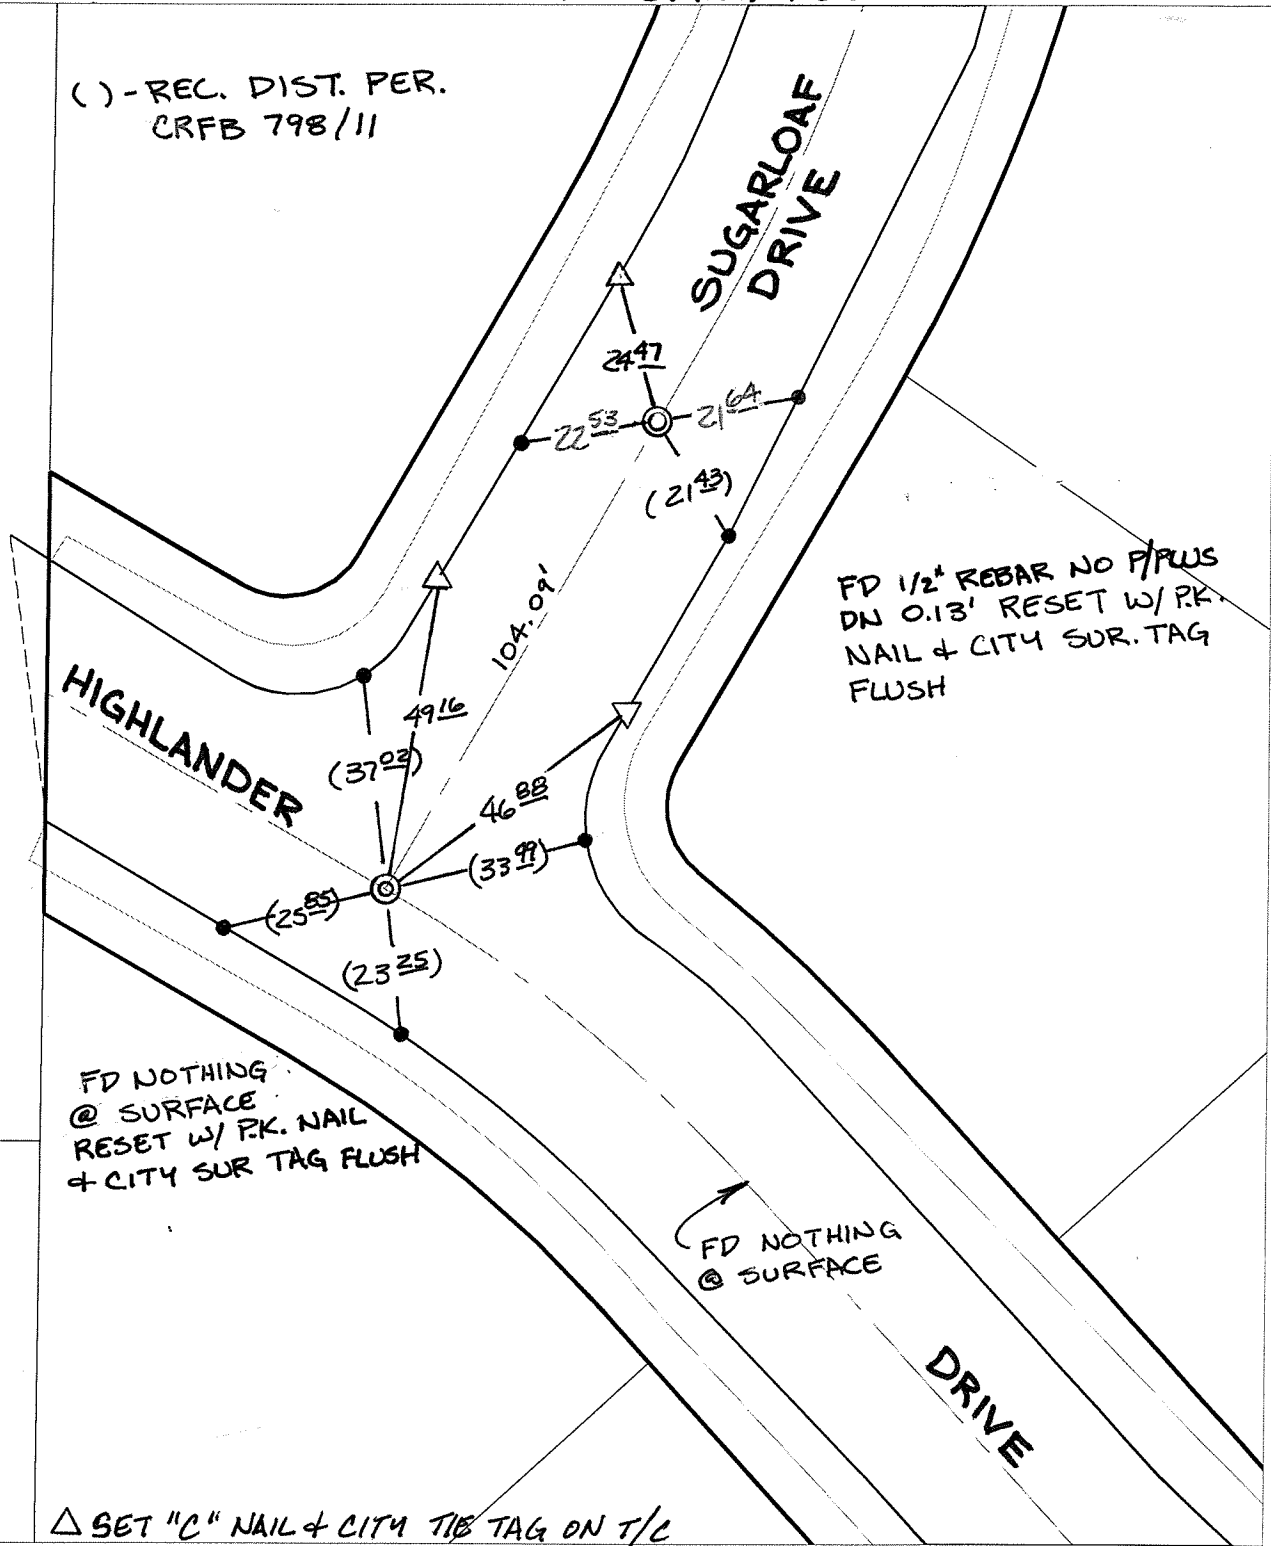 ( ) - REC. DIST. PER.
CRFB 798/11
SUGARLOAF
DRIVE
24 47
22 53
21 64
(21 43)
104.09'
FD 1/2" REBAR NO P/PLUS
DN 0.13' RESET W/ P.K.
NAIL & CITY SUR. TAG
FLUSH
HIGHLANDER
49 16
(37 02)
46 88
(33 99)
(25 85)
(23 25)
FD NOTHING
@ SURFACE
RESET W/ P.K. NAIL
& CITY SUR TAG FLUSH
FD NOTHING
@ SURFACE
DRIVE
△ SET "C" NAIL & CITY TIE TAG ON T/C